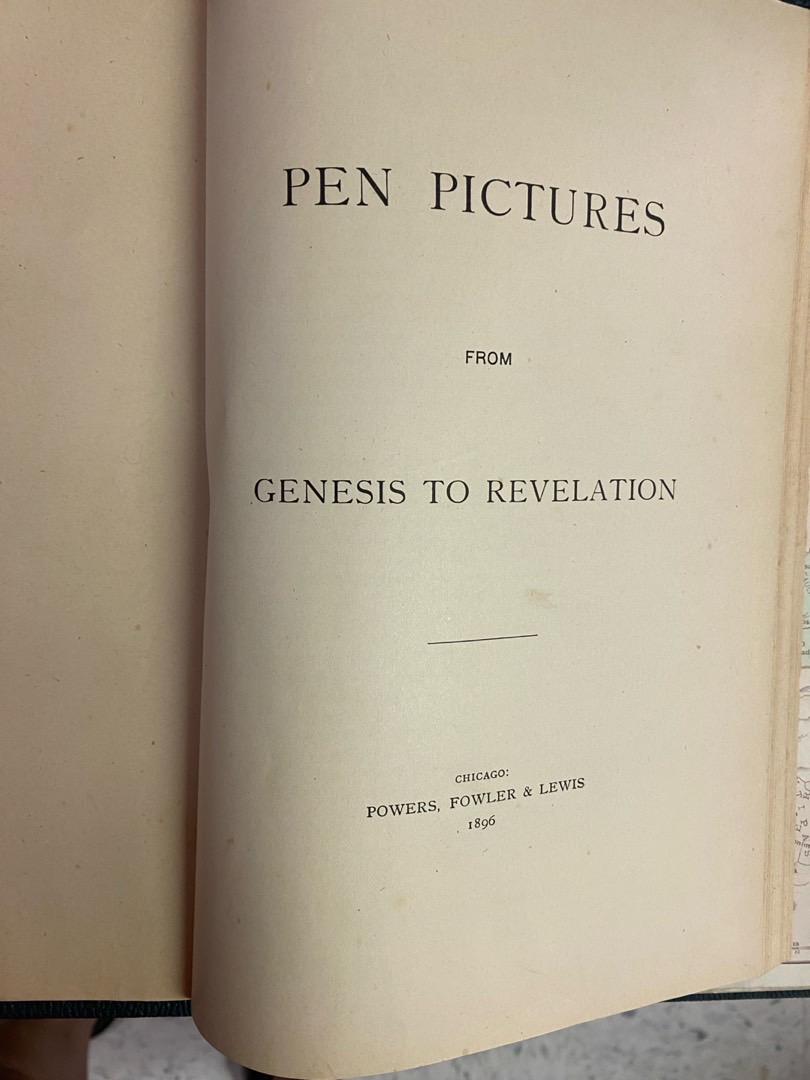 PEN PICTURES
FROM
GENESIS TO REVELATION
CHICAGO:
POWERS, FOWLER & LEWIS
1896